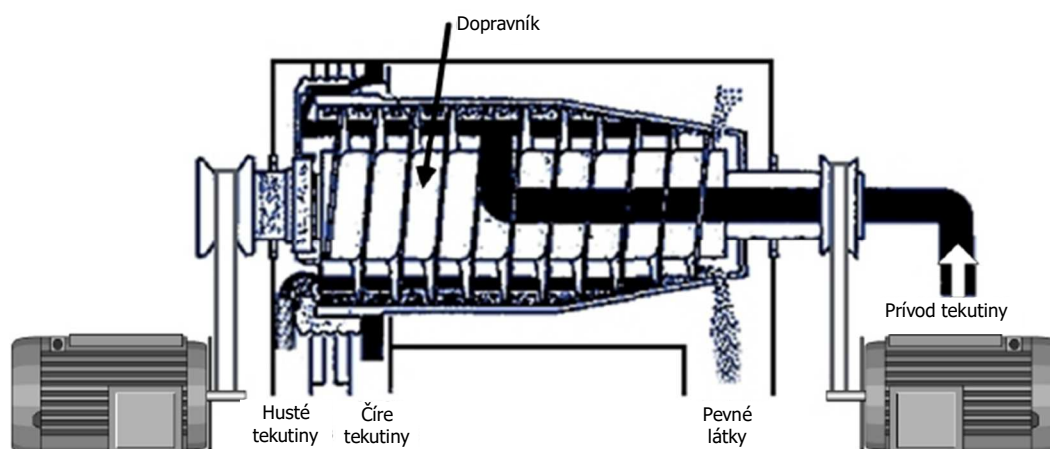 Dopravník
Prívod tekutiny
Husté
tekutiny
Číre
tekutiny
Pevné
látky